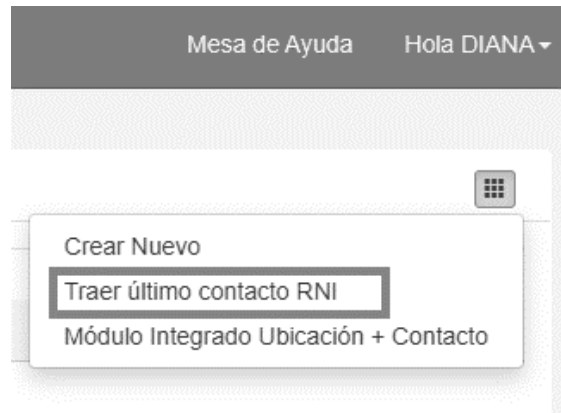 Mesa de Ayuda Hola DIANA
Crear Nuevo
Traer último contacto RNI
Módulo Integrado Ubicación + Contacto